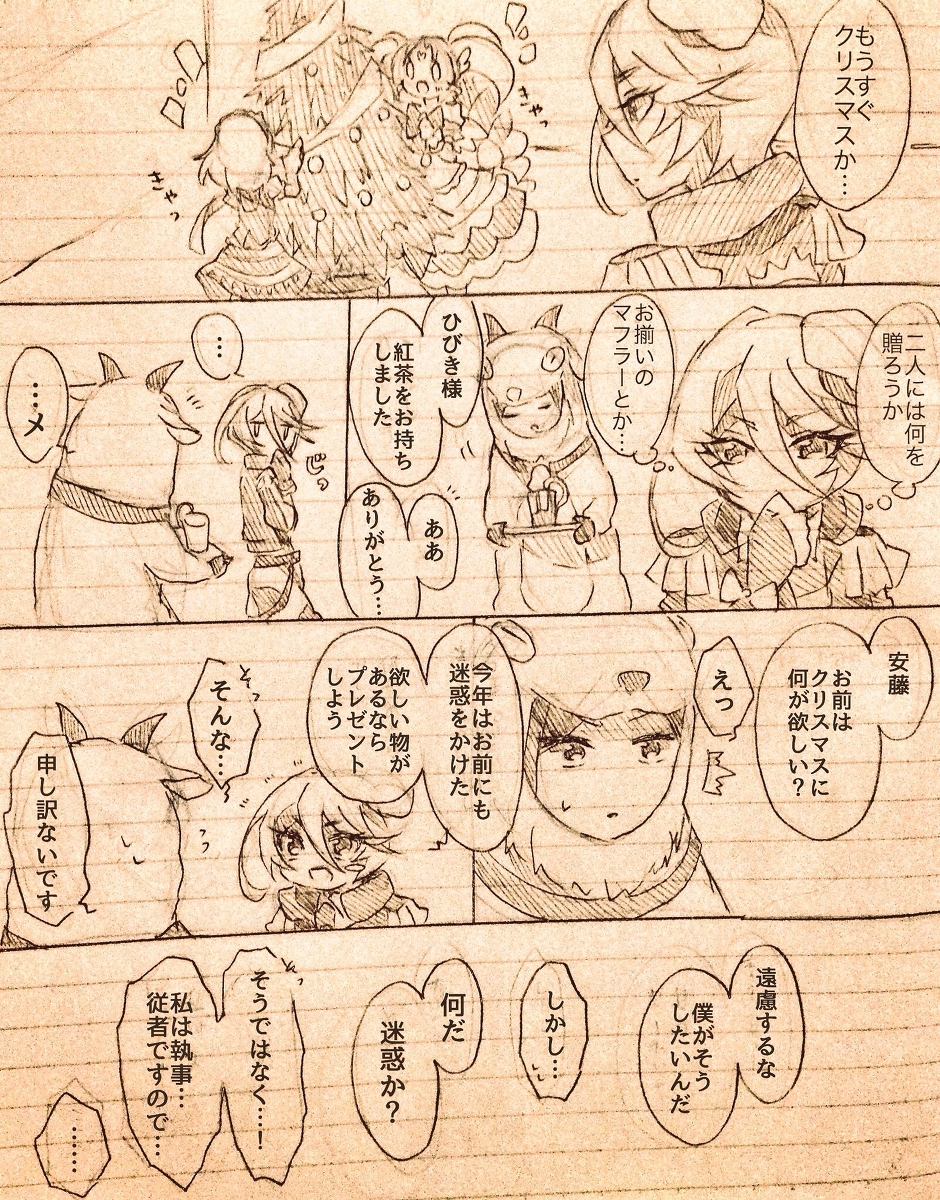 もうすぐ
クリスマスか…
きゃっ
きゃっ
二人には何を
贈ろうか
お揃いの
マフラーとか…
ひびき様
紅茶をお持ち
しました
ああ
ありがとう…
…
じっ
…メ
安藤
お前は
クリスマスに
何が欲しい？
えっ
今年はお前にも
迷惑をかけた
欲しい物が
あるなら
プレゼント
しよう
そんな…
申し訳ないです
遠慮するな
僕がそう
したいんだ
しかし…
何だ
迷惑か？
そうではなく…！
私は執事…
従者ですので…
……